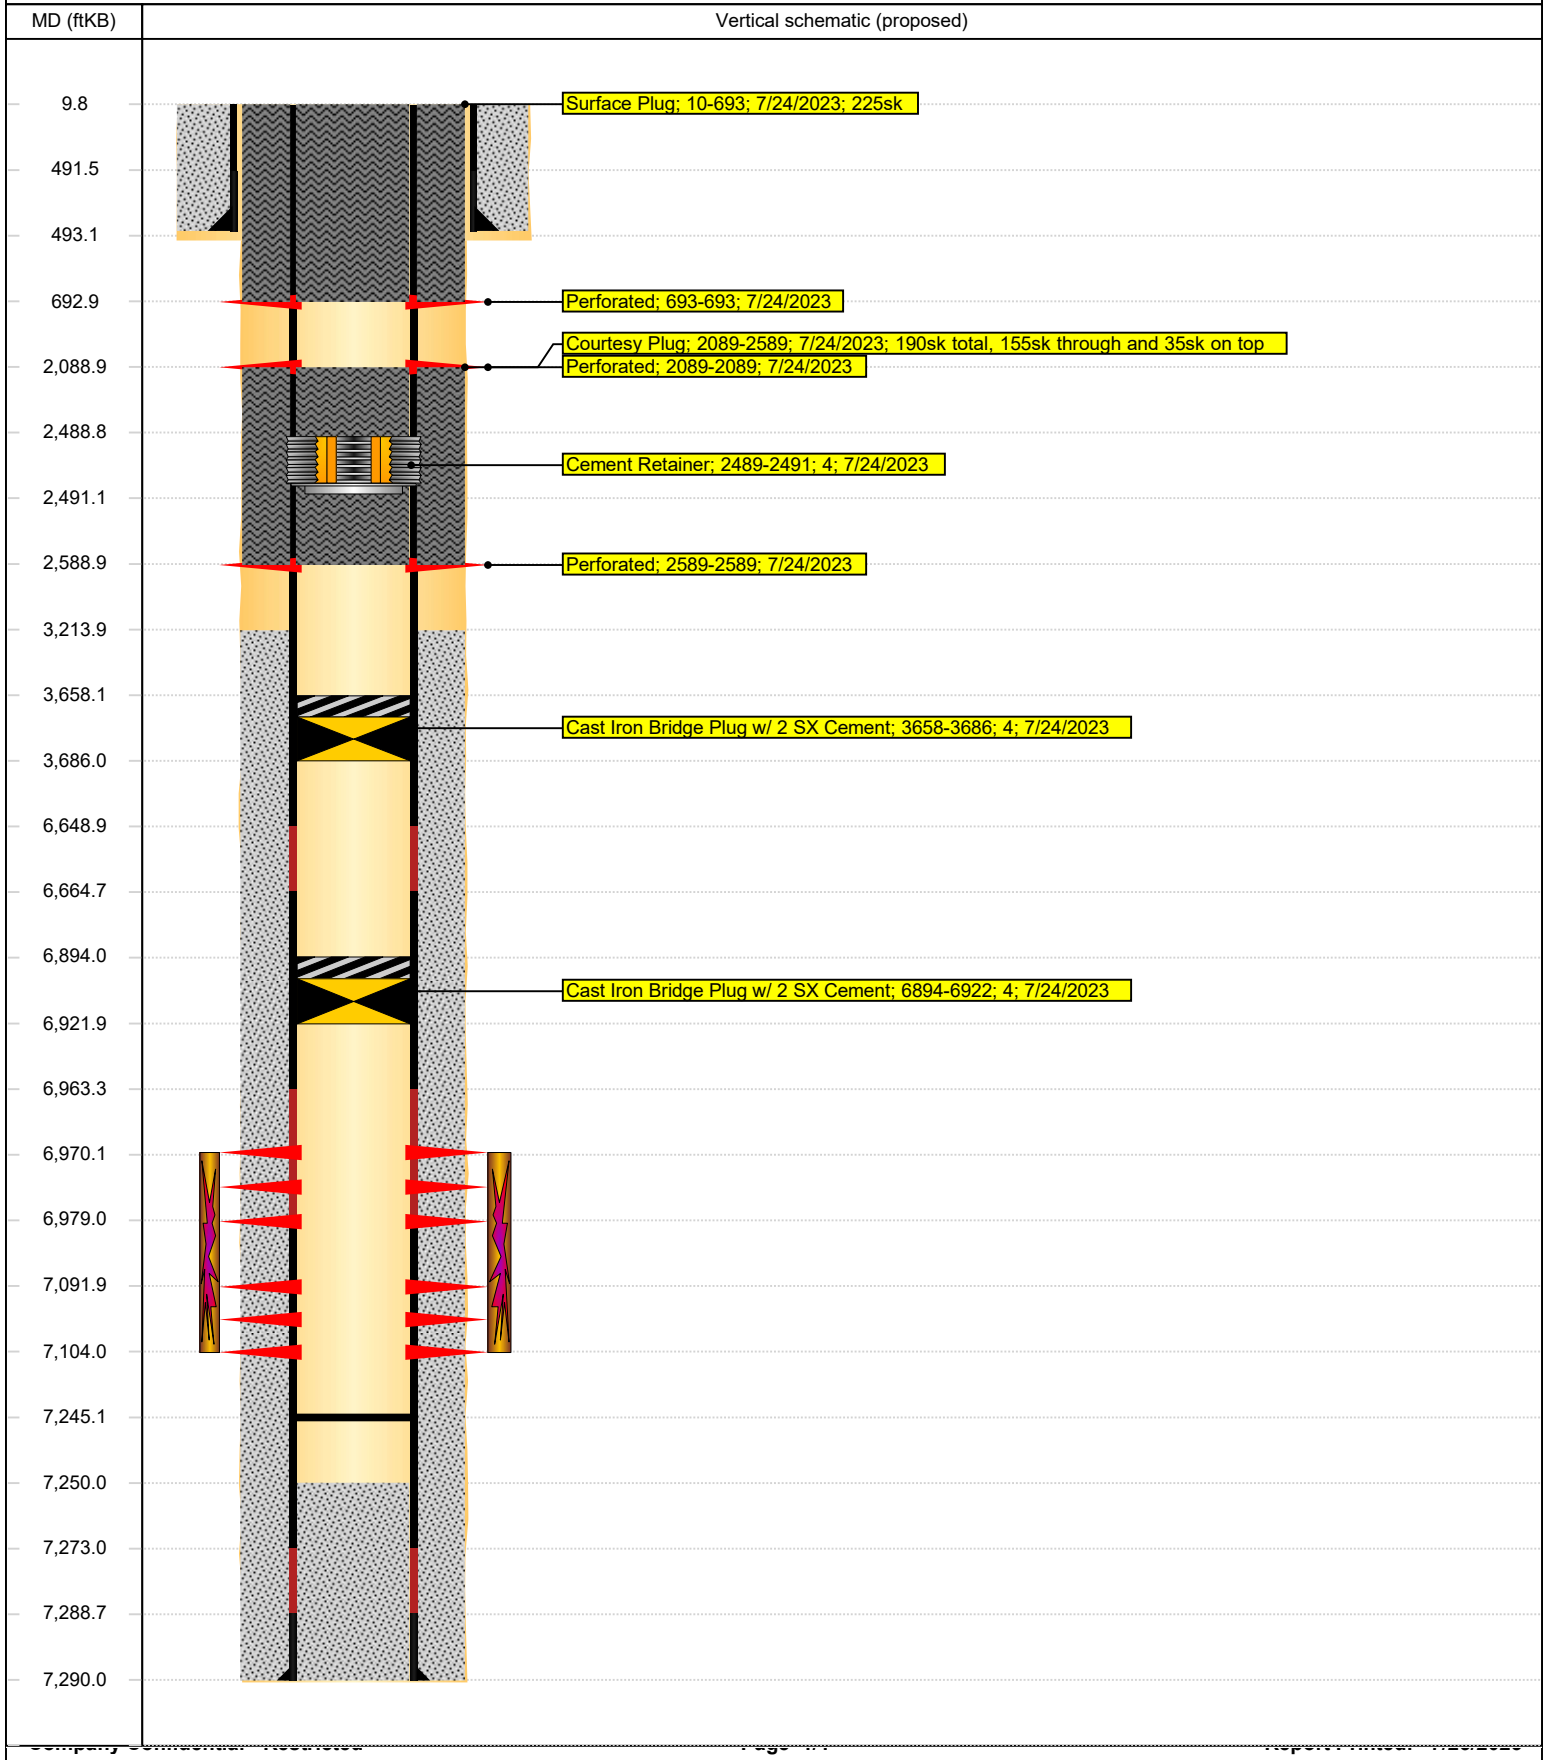 MD (ftKB)
Vertical schematic (proposed)
9.8
Surface Plug; 10-693; 7/24/2023; 225sk
491.5
493.1
692.9
Perforated; 693-693; 7/24/2023
Courtesy Plug; 2089-2589; 7/24/2023; 190sk total, 155sk through and 35sk on top
2,088.9
Perforated; 2089-2089; 7/24/2023
2,488.8
Cement Retainer; 2489-2491; 4; 7/24/2023
2,491.1
2,588.9
Perforated; 2589-2589; 7/24/2023
3,213.9
3,658.1
Cast Iron Bridge Plug w/ 2 SX Cement; 3658-3686; 4; 7/24/2023
3,686.0
6,648.9
6,664.7
6,894.0
Cast Iron Bridge Plug w/ 2 SX Cement; 6894-6922; 4; 7/24/2023
6,921.9
6,963.3
6,970.1
6,979.0
7,091.9
7,104.0
7,245.1
7,250.0
7,273.0
7,288.7
7,290.0